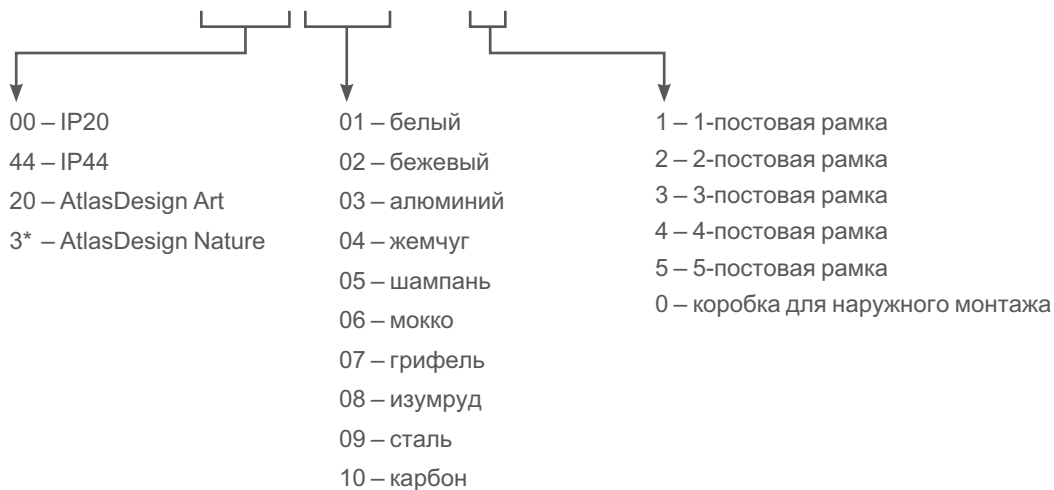 00 – IP20
44 – IP44
20 – AtlasDesign Art
3* – AtlasDesign Nature
01 – белый
02 – бежевый
03 – алюминий
04 – жемчуг
05 – шампань
06 – мокко
07 – грифель
08 – изумруд
09 – сталь
10 – карбон
1 – 1-постовая рамка
2 – 2-постовая рамка
3 – 3-постовая рамка
4 – 4-постовая рамка
5 – 5-постовая рамка
0 – коробка для наружного монтажа